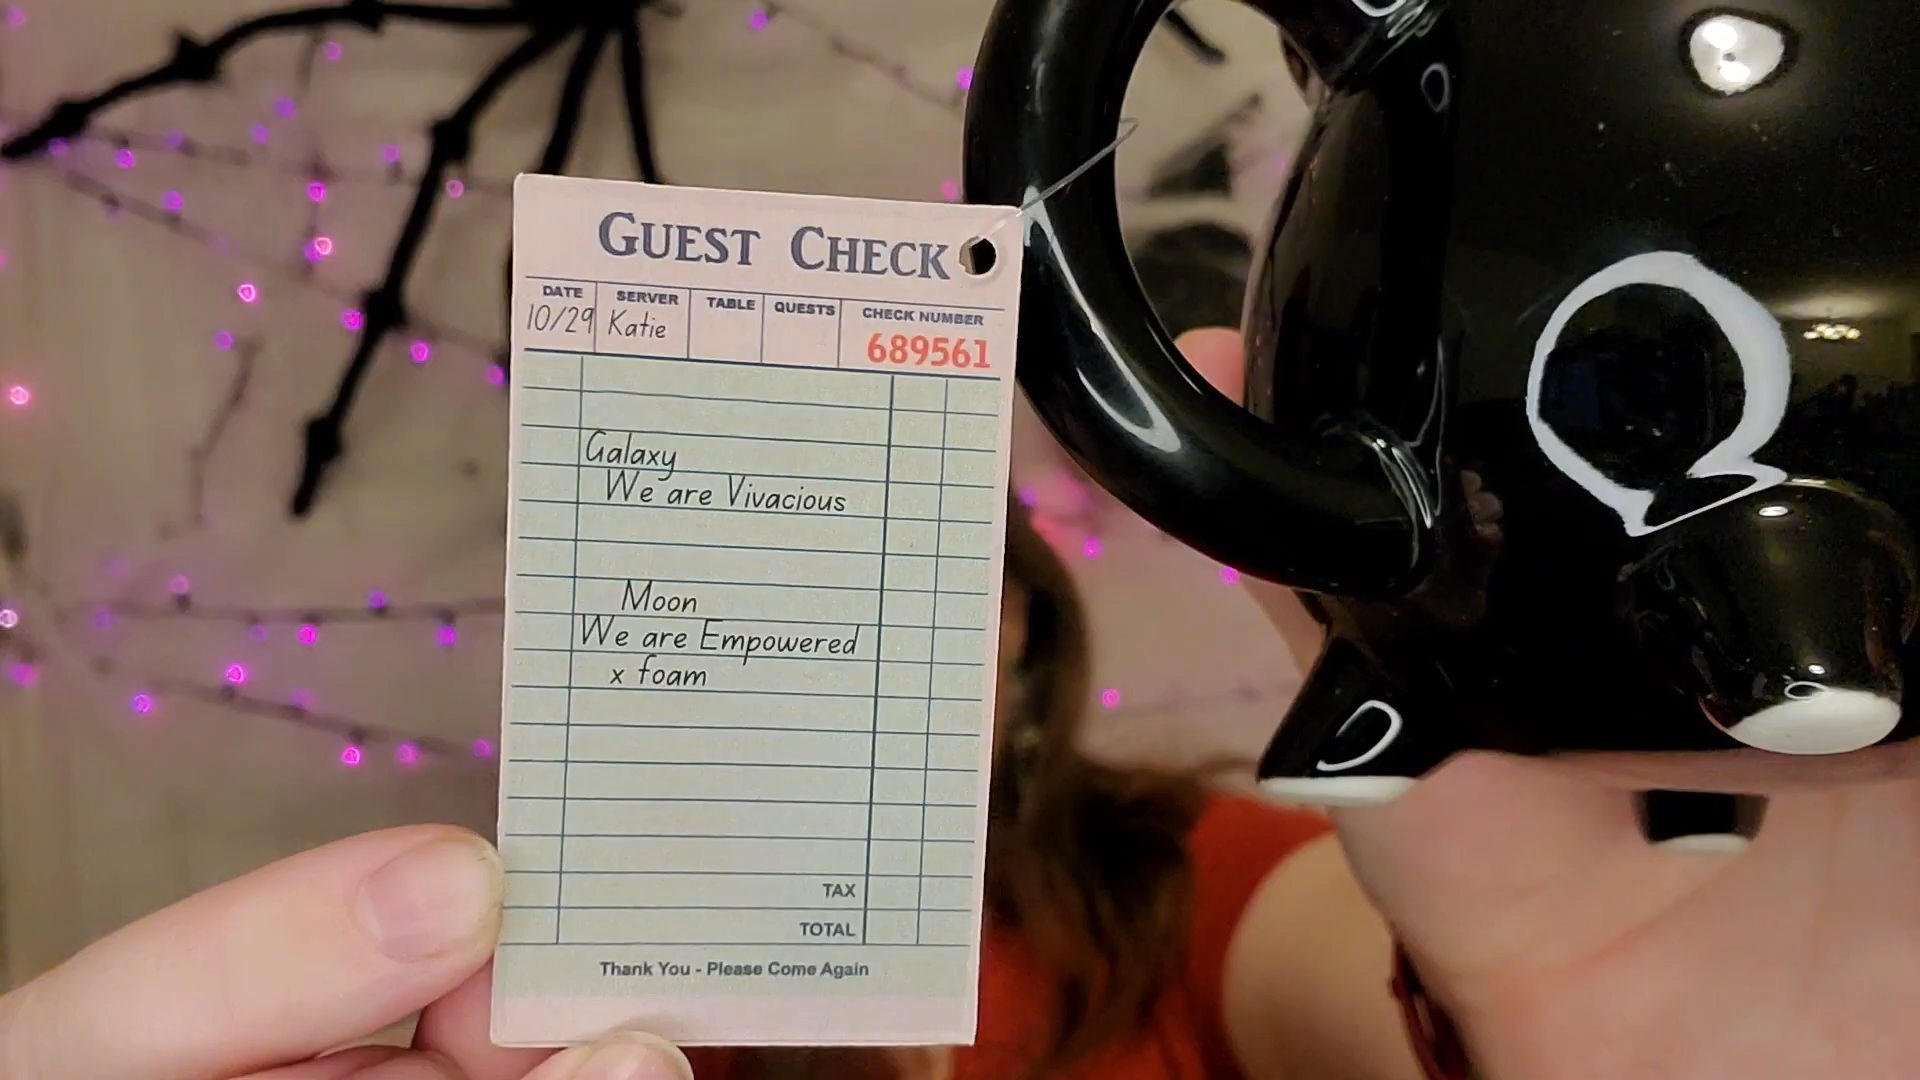 GUEST CHECK
DATE SERVER TABLE QUESTS CHECK NUMBER
10/29 Katie 689561
Galaxy
We are Vivacious
Moon
We are Empowered
x foam
TAX
TOTAL
Thank You - Please Come Again